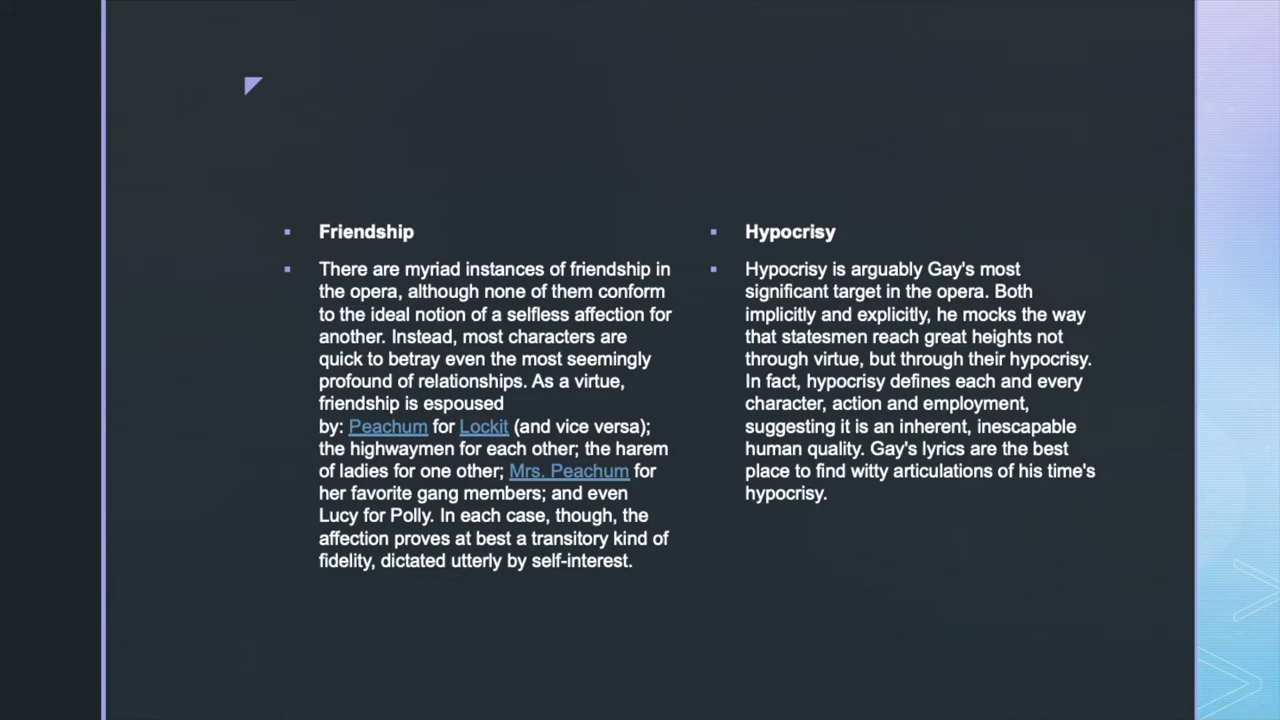 Friendship
There are myriad instances of friendship in
the opera, although none of them conform
to the ideal notion of a selfless affection for
another. Instead, most characters are
quick to betray even the most seemingly
profound of relationships. As a virtue,
friendship is espoused
by: Peachum for Lockit (and vice versa);
the highwaymen for each other; the harem
of ladies for one other; Mrs. Peachum for
her favorite gang members; and even
Lucy for Polly. In each case, though, the
affection proves at best a transitory kind of
fidelity, dictated utterly by self-interest.
Hypocrisy
Hypocrisy is arguably Gay's most
significant target in the opera. Both
implicitly and explicitly, he mocks the way
that statesmen reach great heights not
through virtue, but through their hypocrisy.
In fact, hypocrisy defines each and every
character, action and employment,
suggesting it is an inherent, inescapable
human quality. Gay's lyrics are the best
place to find witty articulations of his time's
hypocrisy.